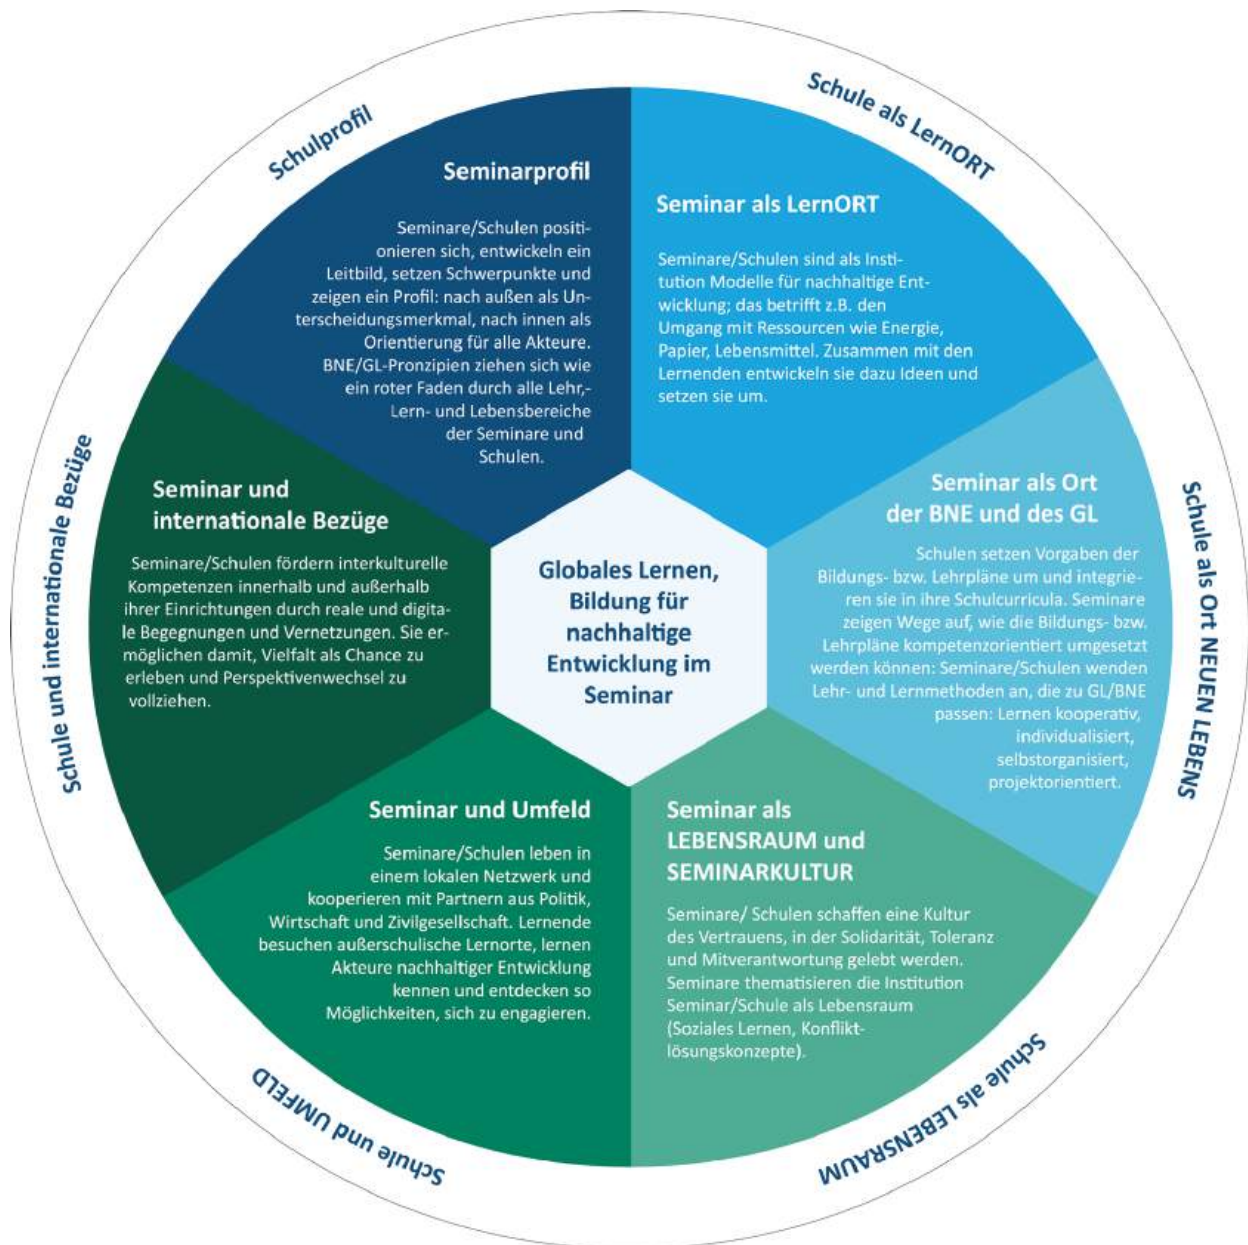 Schulprofil
Schule als LernORT
Seminarprofil
Seminare/Schulen positi-
onieren sich, entwickeln ein
Leitbild, setzen Schwerpunkte und
zeigen ein Profil: nach außen als Un-
terscheidungsmerkmal, nach innen als
Orientierung für alle Akteure.
BNE/GL-Pronzipien ziehen sich wie
ein roter Faden durch alle Lehr,-
Lern- und Lebensbereiche
der Seminare und
Schulen.
Seminar als LernORT
Seminare/Schulen sind als Insti-
tution Modelle für nachhaltige Ent-
wicklung; das betrifft z.B. den
Umgang mit Ressourcen wie Energie,
Papier, Lebensmittel. Zusammen mit den
Lernenden entwickeln sie dazu Ideen und
setzen sie um.
Schule und internationale Bezüge
Seminar und
internationale Bezüge
Seminare/Schulen fördern interkulturelle
Kompetenzen innerhalb und außerhalb
ihrer Einrichtungen durch reale und digita-
le Begegnungen und Vernetzungen. Sie er-
möglichen damit, Vielfalt als Chance zu
erleben und Perspektivenwechsel zu
vollziehen.
Globales Lernen,
Bildung für
nachhaltige
Entwicklung im
Seminar
Seminar als Ort
der BNE und des GL
Schulen setzen Vorgaben der
Bildungs- bzw. Lehrpläne um und integrie-
ren sie in ihre Schulcurricula. Seminare
zeigen Wege auf, wie die Bildungs- bzw.
Lehrpläne kompetenzorientiert umgesetzt
werden können: Seminare/Schulen wenden
Lehr- und Lernmethoden an, die zu GL/BNE
passen: Lernen kooperativ,
individualisiert,
selbstorganisiert,
projektorientiert.
Schule als Ort NEUEN LEBENS
Seminar und Umfeld
Seminare/Schulen leben in
einem lokalen Netzwerk und
kooperieren mit Partnern aus Politik,
Wirtschaft und Zivilgesellschaft. Lernende
besuchen außerschulische Lernorte, lernen
Akteure nachhaltiger Entwicklung
kennen und entdecken so
Möglichkeiten, sich zu engagieren.
Seminar als
LEBENSRAUM und
SEMINARKULTUR
Seminare/ Schulen schaffen eine Kultur
des Vertrauens, in der Solidarität, Toleranz
und Mitverantwortung gelebt werden.
Seminare thematisieren die Institution
Seminar/Schule als Lebensraum
(Soziales Lernen, Konflikt-
lösungskonzepte).
Schule und UMFELD
Schule als LEBENSRAUM